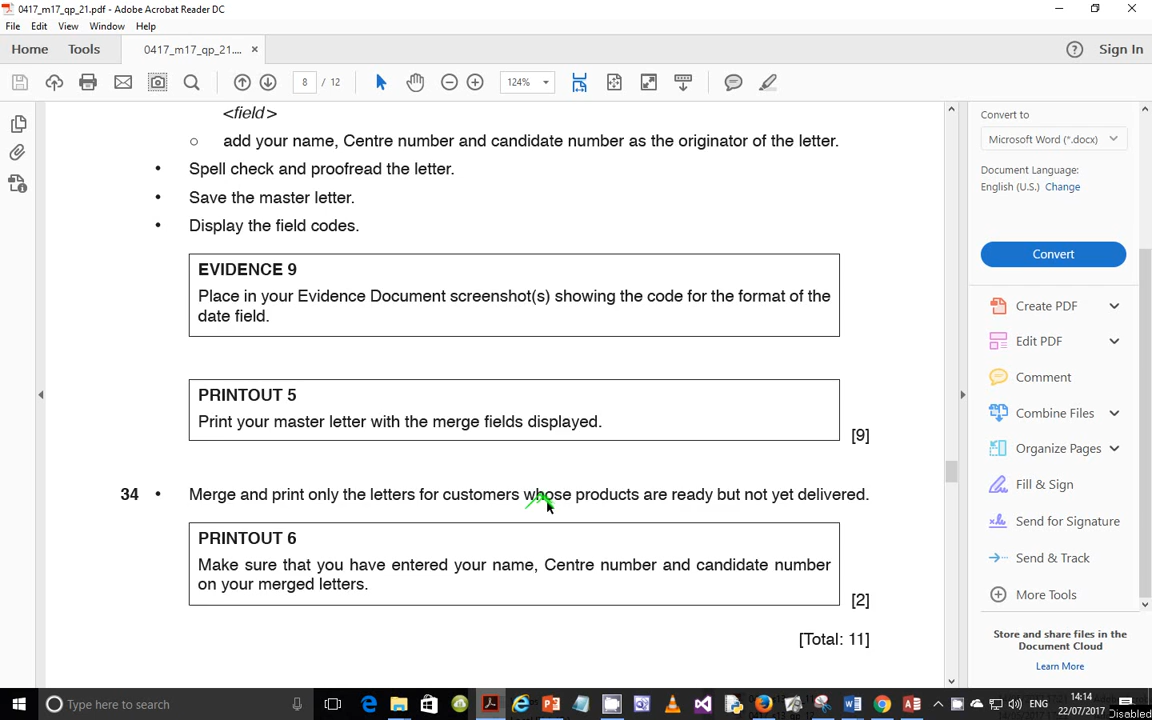 0417_m17_qp_21.pdf - Adobe Acrobat Reader DC
File Edit View Window Help
Home Tools 0417_m17_qp_21.... × Sign In
8 / 12 124%
<field>
○ add your name, Centre number and candidate number as the originator of the letter.
• Spell check and proofread the letter.
• Save the master letter.
• Display the field codes.
EVIDENCE 9
Place in your Evidence Document screenshot(s) showing the code for the format of the
date field.
PRINTOUT 5
Print your master letter with the merge fields displayed.
[9]
34 • Merge and print only the letters for customers whose products are ready but not yet delivered.
PRINTOUT 6
Make sure that you have entered your name, Centre number and candidate number
on your merged letters.
[2]
[Total: 11]
Convert to
Microsoft Word (*.docx)
Document Language:
English (U.S.) Change
Convert
Create PDF
Edit PDF
Comment
Combine Files
Organize Pages
Fill & Sign
Send for Signature
Send & Track
More Tools
Store and share files in the
Document Cloud
Learn More
Type here to search
ENG
14:14
22/07/2017
Disabled